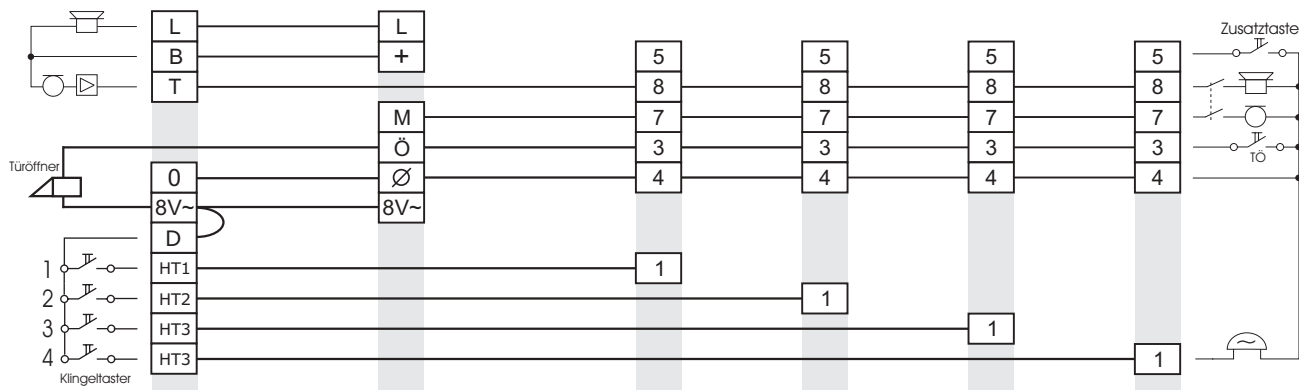 L L Zusatztaste
B + 5 5 5 5
T 8 8 8 8
M 7 7 7 7
Türöffner Ö 3 3 3 3 TÖ
0 Ø 4 4 4 4
8V~ 8V~
D
1 HT1 1
2 HT2 1
3 HT3 1
4 HT3 1 ~
Klingeltaster